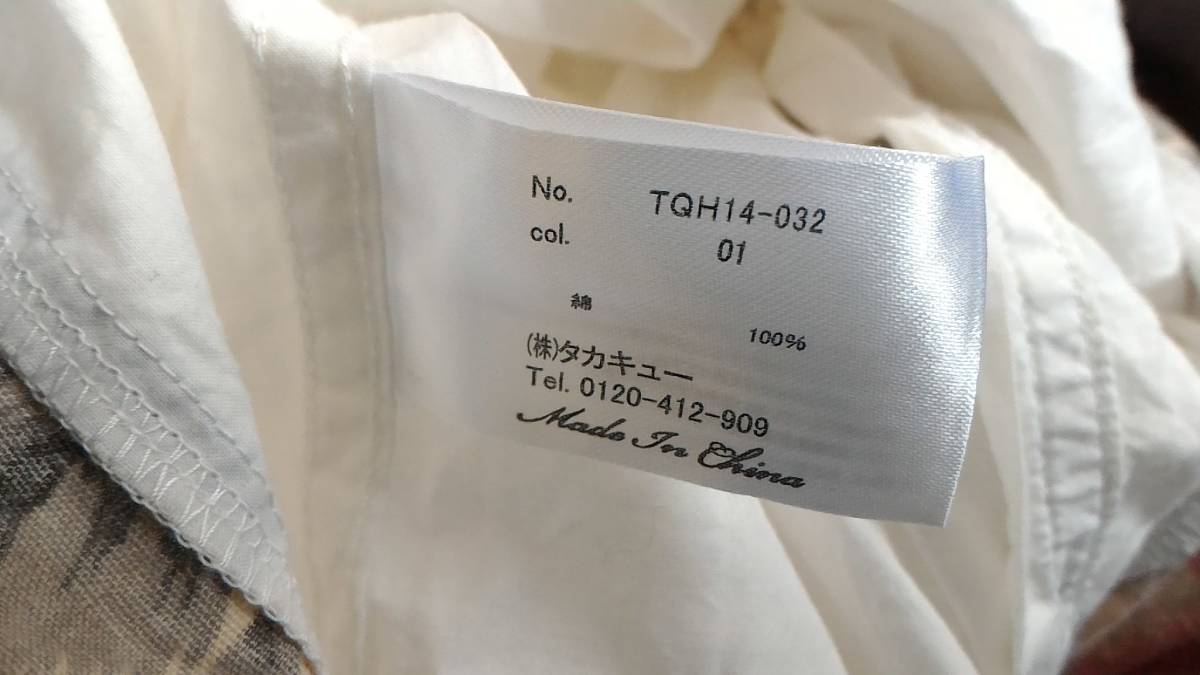 No. TQH14-032
col. 01
綿 100%
(株)タカキュー
Tel. 0120-412-909
Made In China